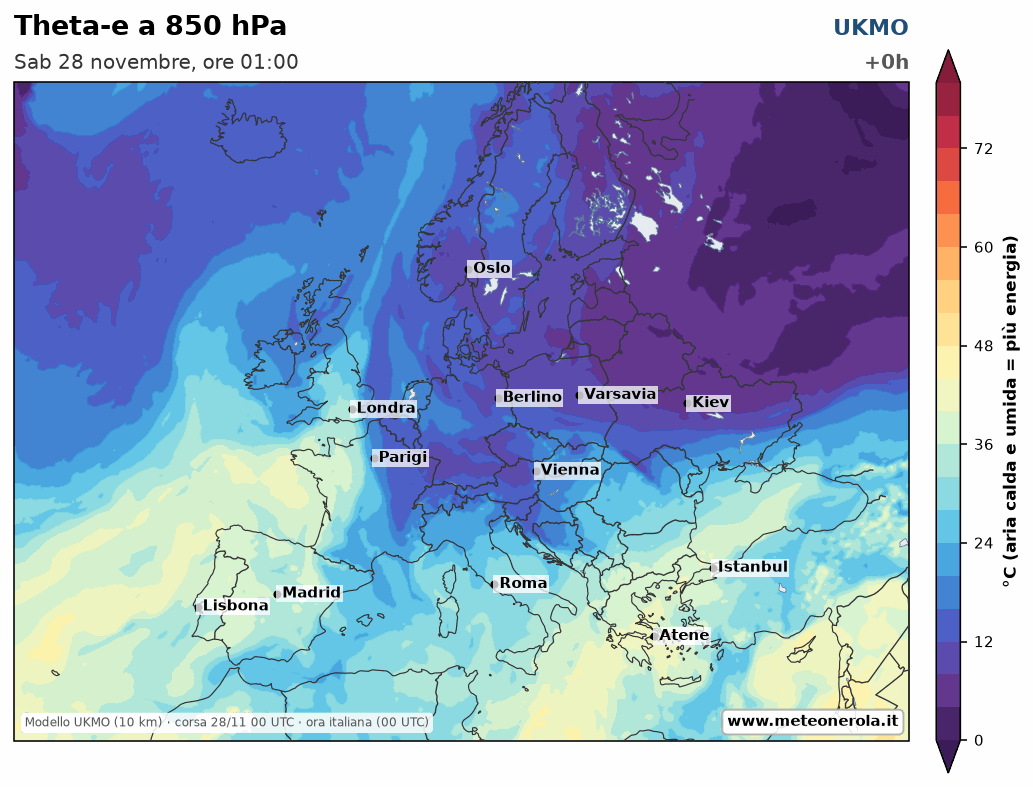 Theta-e a 850 hPa
UKMO
Sab 28 novembre, ore 01:00
+0h
Oslo
Berlino
Varsavia
Kiev
Londra
Parigi
Vienna
Istanbul
Roma
Madrid
Lisbona
Atene
Modello UKMO (10 km) · corsa 28/11 00 UTC · ora italiana (00 UTC)
www.meteonerola.it
72
60
48
36
24
12
0
°C (aria calda e umida = più energia)